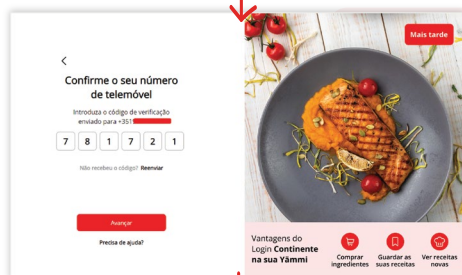 Confirme o seu número
de telemóvel
Introduza o código de verificação
enviado para +351
7 8 1 7 2 1
Não recebeu o código? Reenviar
Avançar
Precisa de ajuda?
Mais tarde
Vantagens do
Login Continente
na sua Yämmi
Comprar
ingredientes
Guardar as
suas receitas
Ver receitas
novas